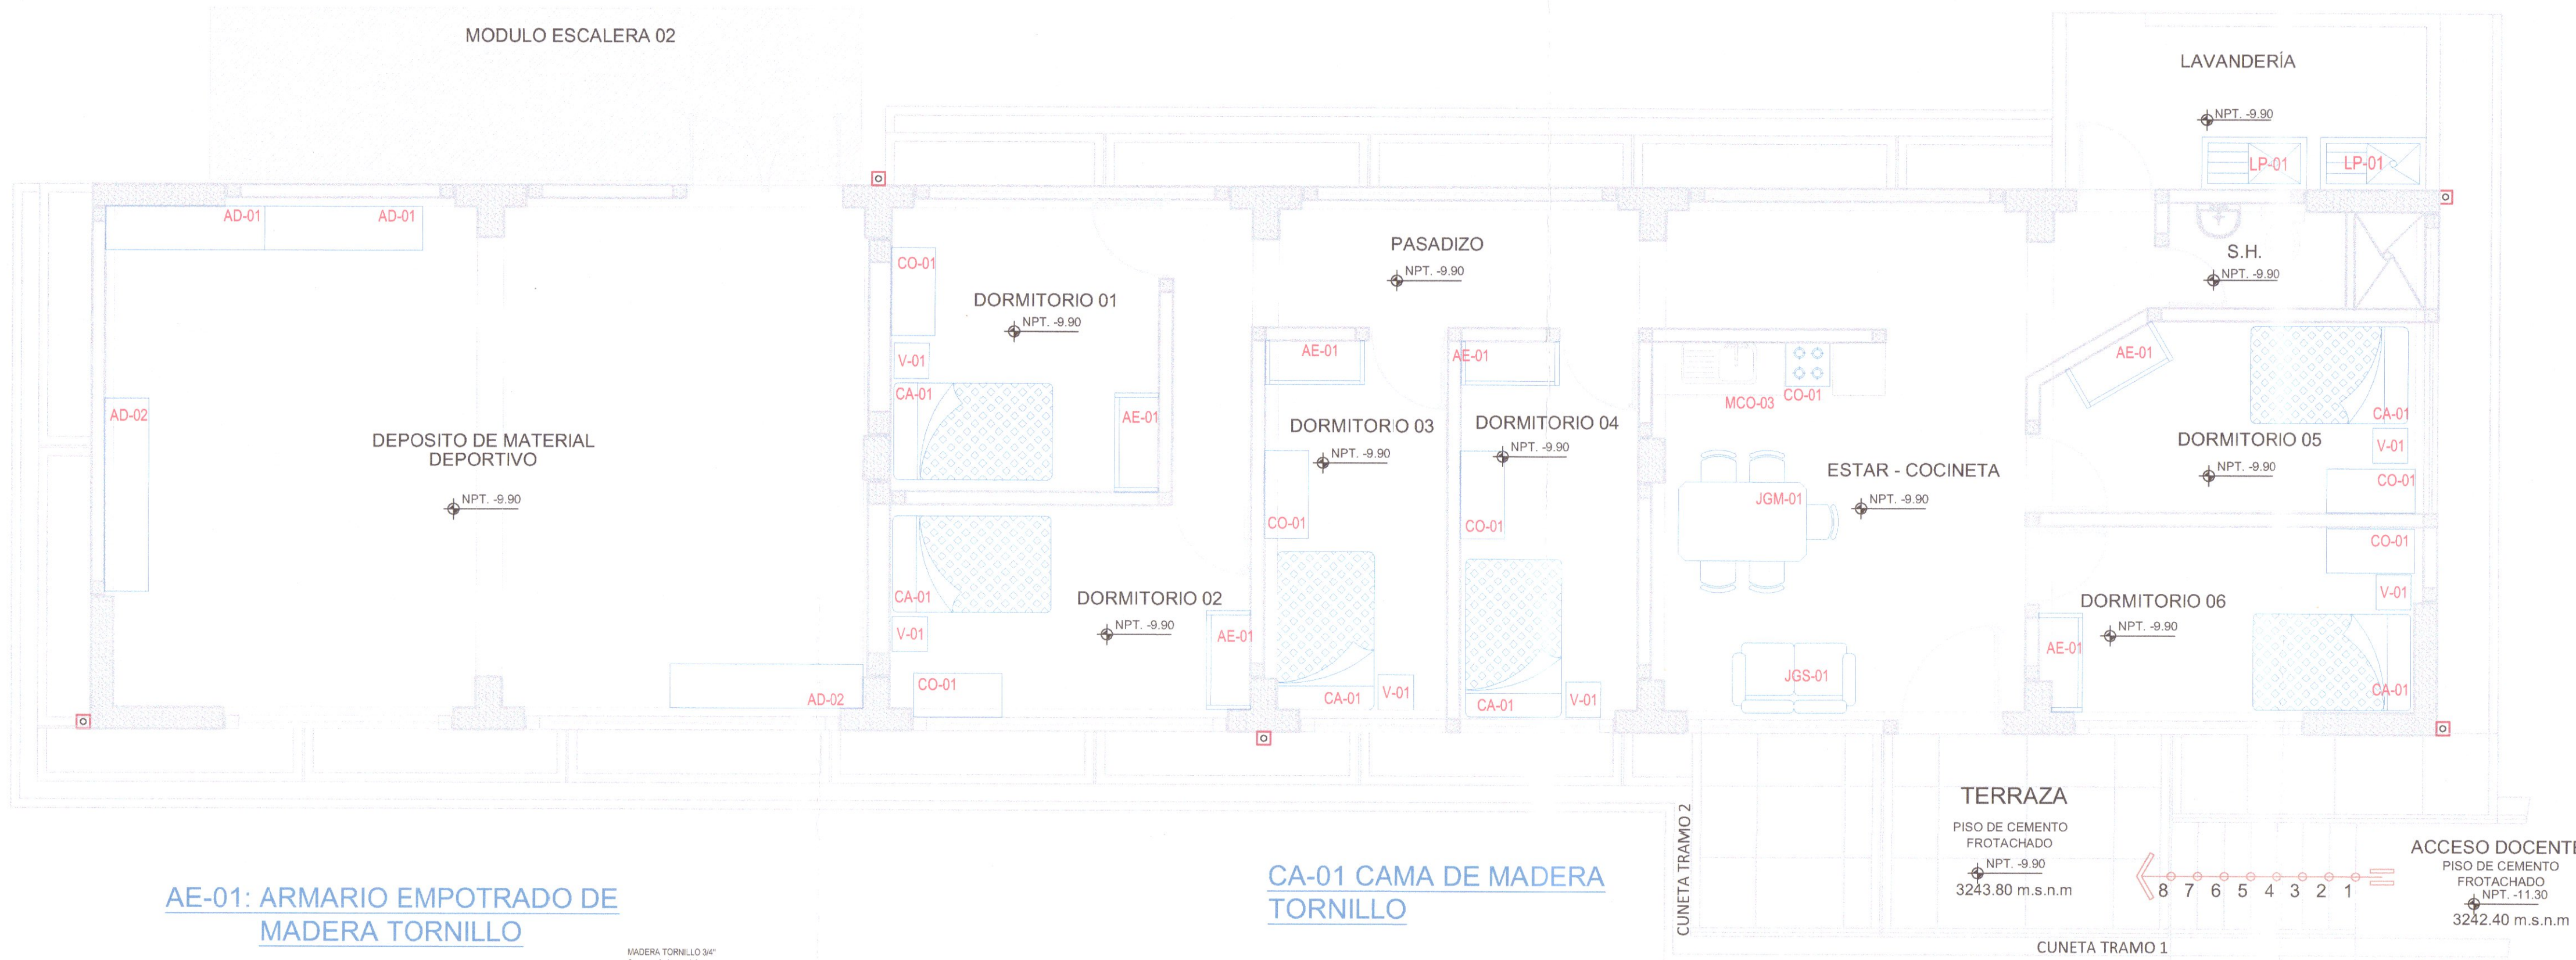 MODULO ESCALERA 02
LAVANDERÍA
NPT. -9.90
LP-01
LP-01
AD-01
AD-01
CO-01
PASADIZO
NPT. -9.90
S.H.
NPT. -9.90
DORMITORIO 01
NPT. -9.90
V-01
CA-01
AE-01
AE-01
AE-01
AE-01
MCO-03
CO-01
CA-01
AD-02
DEPOSITO DE MATERIAL
DEPORTIVO
NPT. -9.90
DORMITORIO 03
NPT. -9.90
CO-01
DORMITORIO 04
NPT. -9.90
CO-01
ESTAR - COCINETA
NPT. -9.90
JGM-01
DORMITORIO 05
NPT. -9.90
V-01
CO-01
CO-01
V-01
CA-01
V-01
DORMITORIO 02
NPT. -9.90
AE-01
CO-01
AD-02
CA-01
V-01
CA-01
V-01
JGS-01
DORMITORIO 06
NPT. -9.90
AE-01
CA-01
TERRAZA
PISO DE CEMENTO
FROTACHADO
NPT. -9.90
3243.80 m.s.n.m
CUNETA TRAMO 2
8 7 6 5 4 3 2 1
ACCESO DOCENTE
PISO DE CEMENTO
FROTACHADO
NPT. -11.30
3242.40 m.s.n.m
CUNETA TRAMO 1
AE-01: ARMARIO EMPOTRADO DE
MADERA TORNILLO
CA-01 CAMA DE MADERA
TORNILLO
MADERA TORNILLO 3/4"